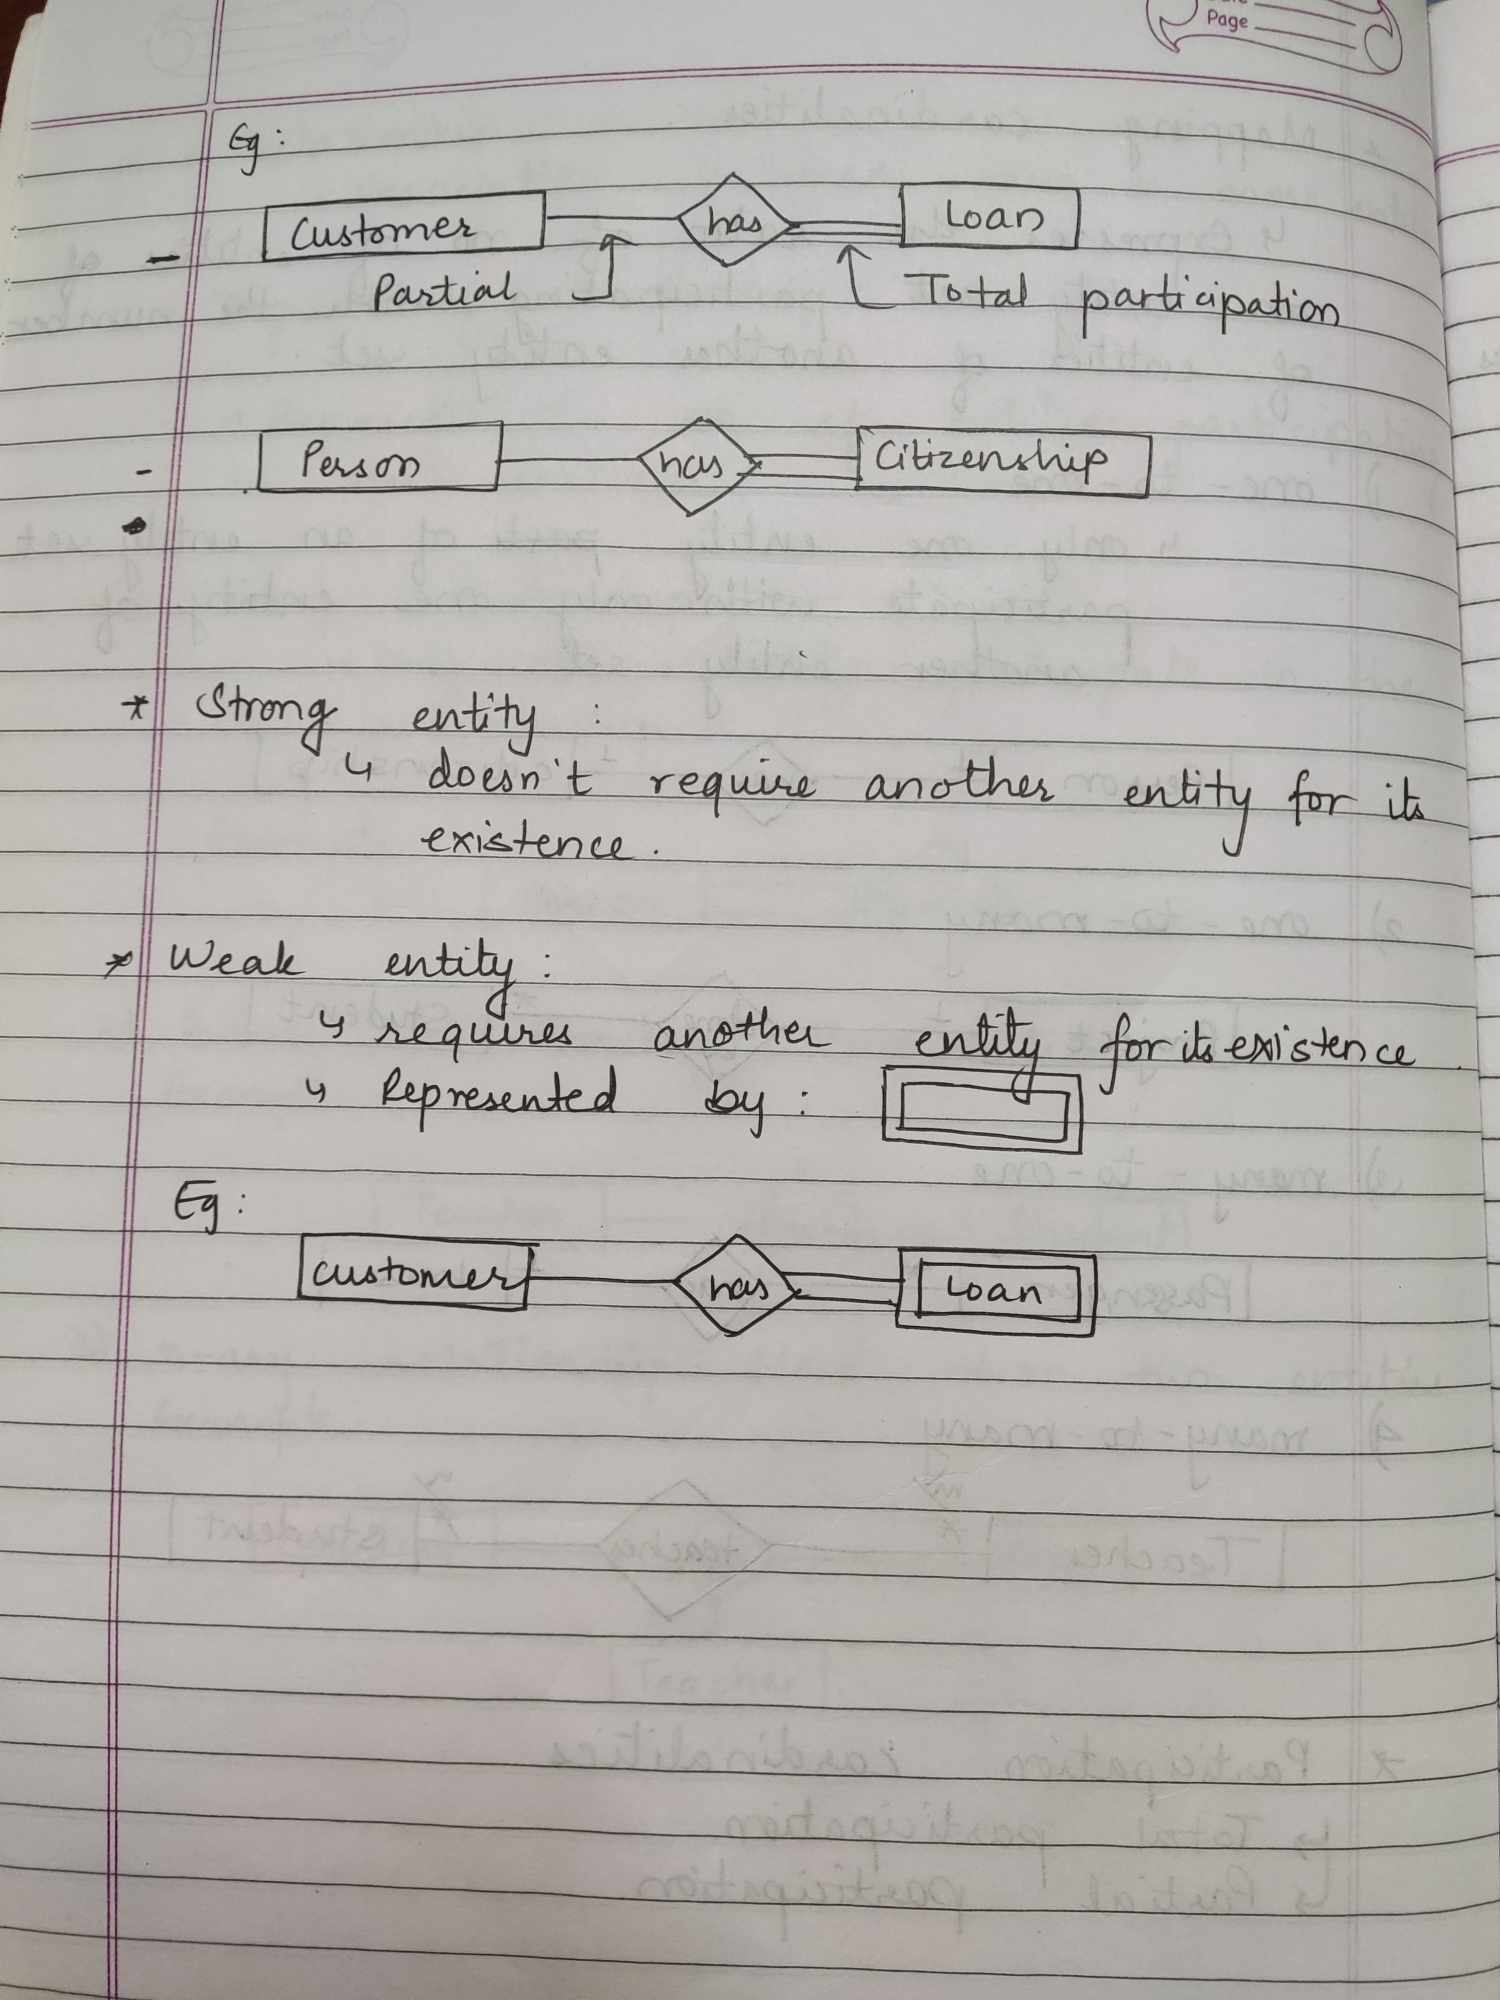 Page
Eg:
Customer has Loan
Partial Total participation
Person has Citizenship
* Strong entity :
↳ doesn't require another entity for its
existence.
* Weak entity :
↳ requires another entity for its existence.
↳ Represented by :
Eg:
customer has Loan